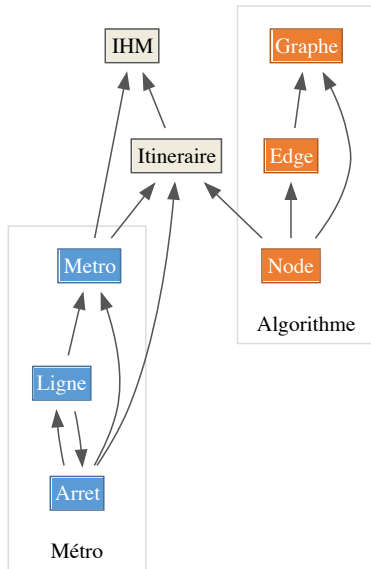 IHM
Graphe
Itineraire
Edge
Metro
Node
Algorithme
Ligne
Arret
Métro